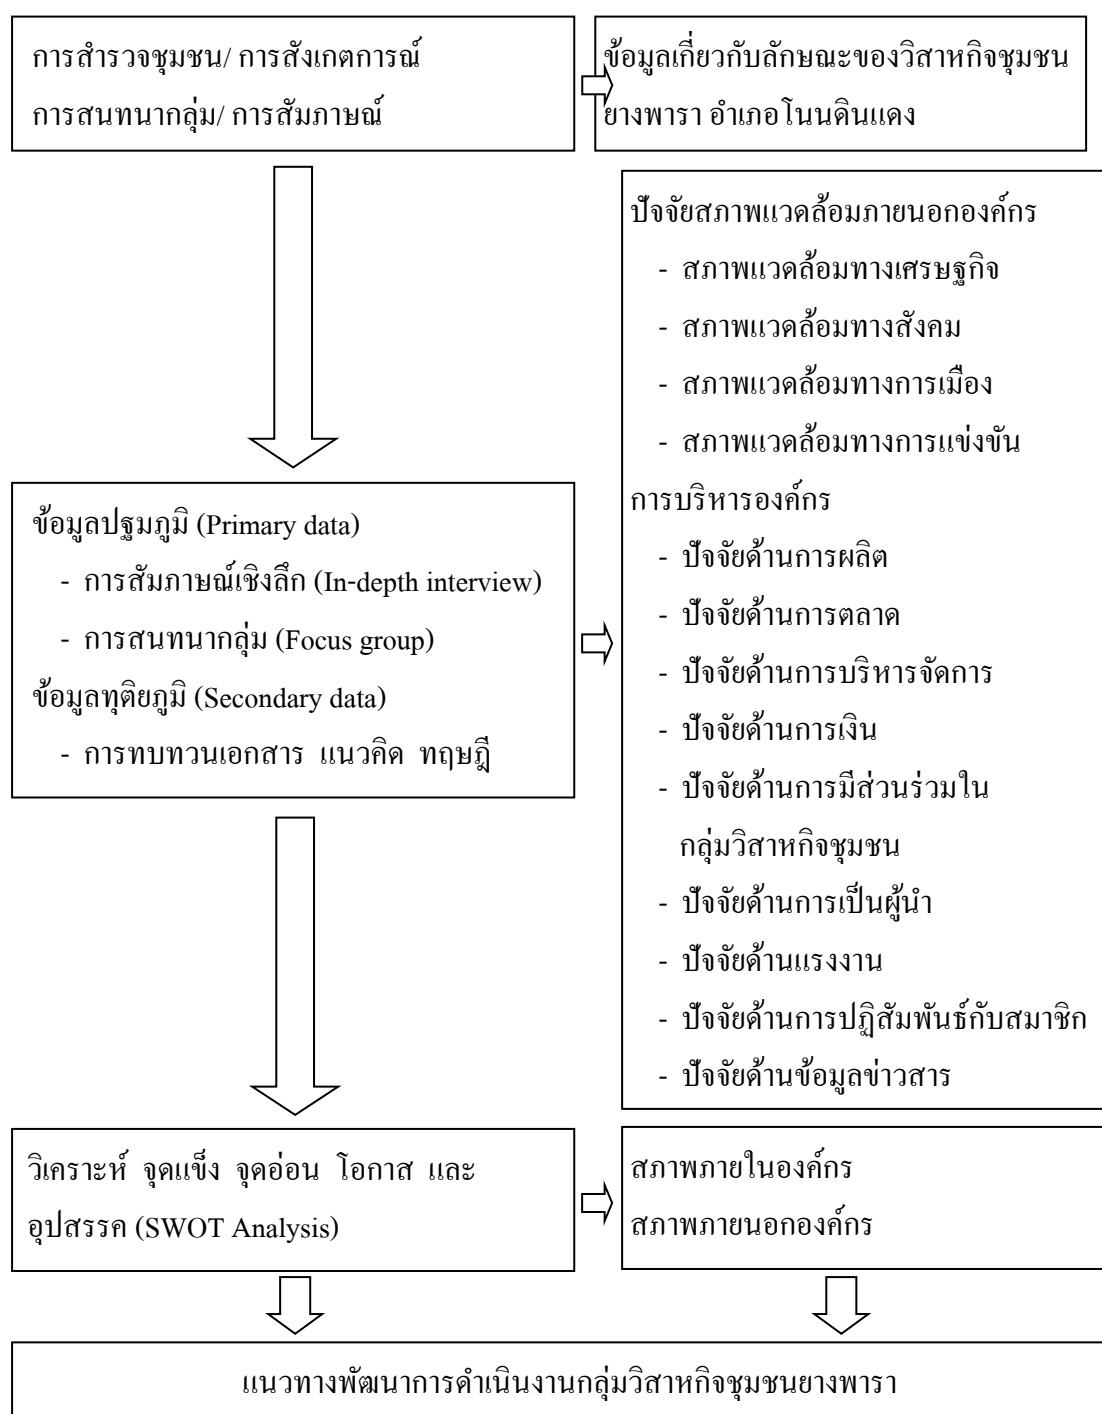 การสำรวจชุมชน/ การสังเกตการณ์
การสนทนากลุ่ม/ การสัมภาษณ์
ข้อมูลเกี่ยวกับลักษณะของวิสาหกิจชุมชน
ยางพารา อำเภอโนนดินแดง
ปัจจัยสภาพแวดล้อมภายนอกองค์กร
- สภาพแวดล้อมทางเศรษฐกิจ
- สภาพแวดล้อมทางสังคม
- สภาพแวดล้อมทางการเมือง
- สภาพแวดล้อมทางการแข่งขัน
การบริหารองค์กร
- ปัจจัยด้านการผลิต
- ปัจจัยด้านการตลาด
- ปัจจัยด้านการบริหารจัดการ
- ปัจจัยด้านการเงิน
- ปัจจัยด้านการมีส่วนร่วมใน
กลุ่มวิสาหกิจชุมชน
- ปัจจัยด้านการเป็นผู้นำ
- ปัจจัยด้านแรงงาน
- ปัจจัยด้านการปฏิสัมพันธ์กับสมาชิก
- ปัจจัยด้านข้อมูลข่าวสาร
ข้อมูลปฐมภูมิ (Primary data)
- การสัมภาษณ์เชิงลึก (In-depth interview)
- การสนทนากลุ่ม (Focus group)
ข้อมูลทุติยภูมิ (Secondary data)
- การทบทวนเอกสาร แนวคิด ทฤษฎี
วิเคราะห์ จุดแข็ง จุดอ่อน โอกาส และ
อุปสรรค (SWOT Analysis)
สภาพภายในองค์กร
สภาพภายนอกองค์กร
แนวทางพัฒนาการดำเนินงานกลุ่มวิสาหกิจชุมชนยางพารา